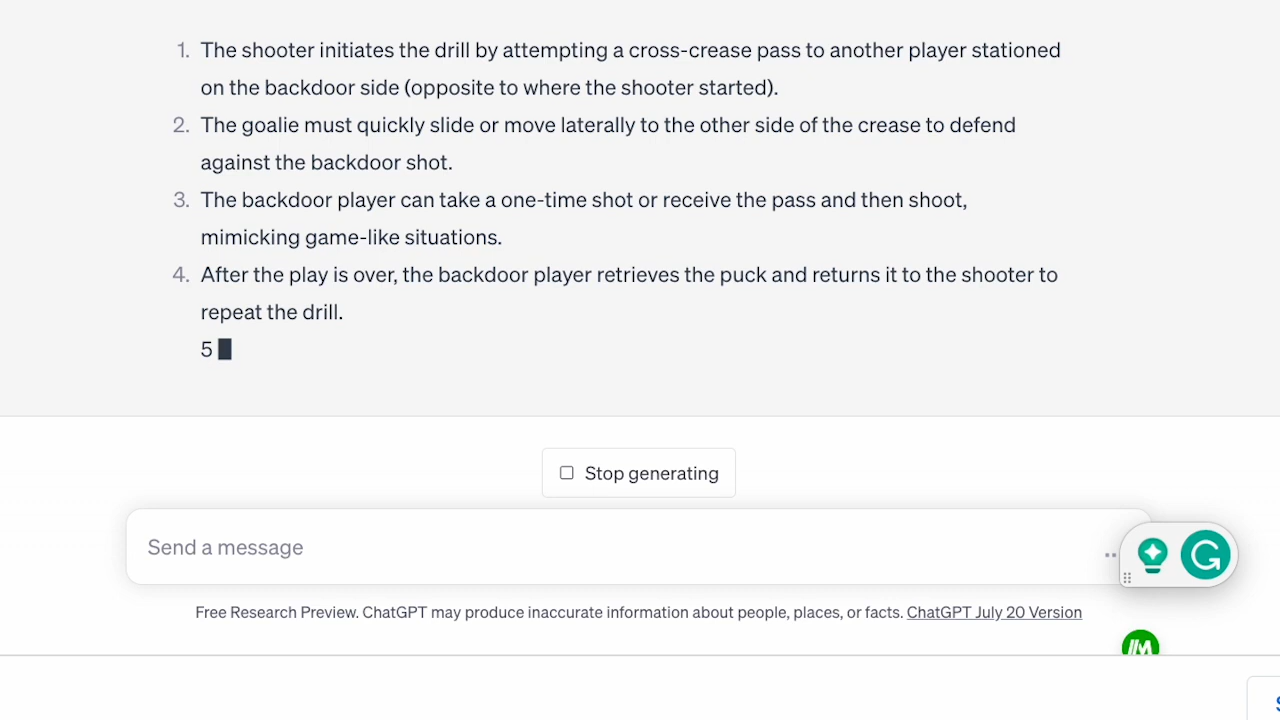 1. The shooter initiates the drill by attempting a cross-crease pass to another player stationed
on the backdoor side (opposite to where the shooter started).
2. The goalie must quickly slide or move laterally to the other side of the crease to defend
against the backdoor shot.
3. The backdoor player can take a one-time shot or receive the pass and then shoot,
mimicking game-like situations.
4. After the play is over, the backdoor player retrieves the puck and returns it to the shooter to
repeat the drill.
5
Stop generating
Send a message
G
Free Research Preview. ChatGPT may produce inaccurate information about people, places, or facts. ChatGPT July 20 Version